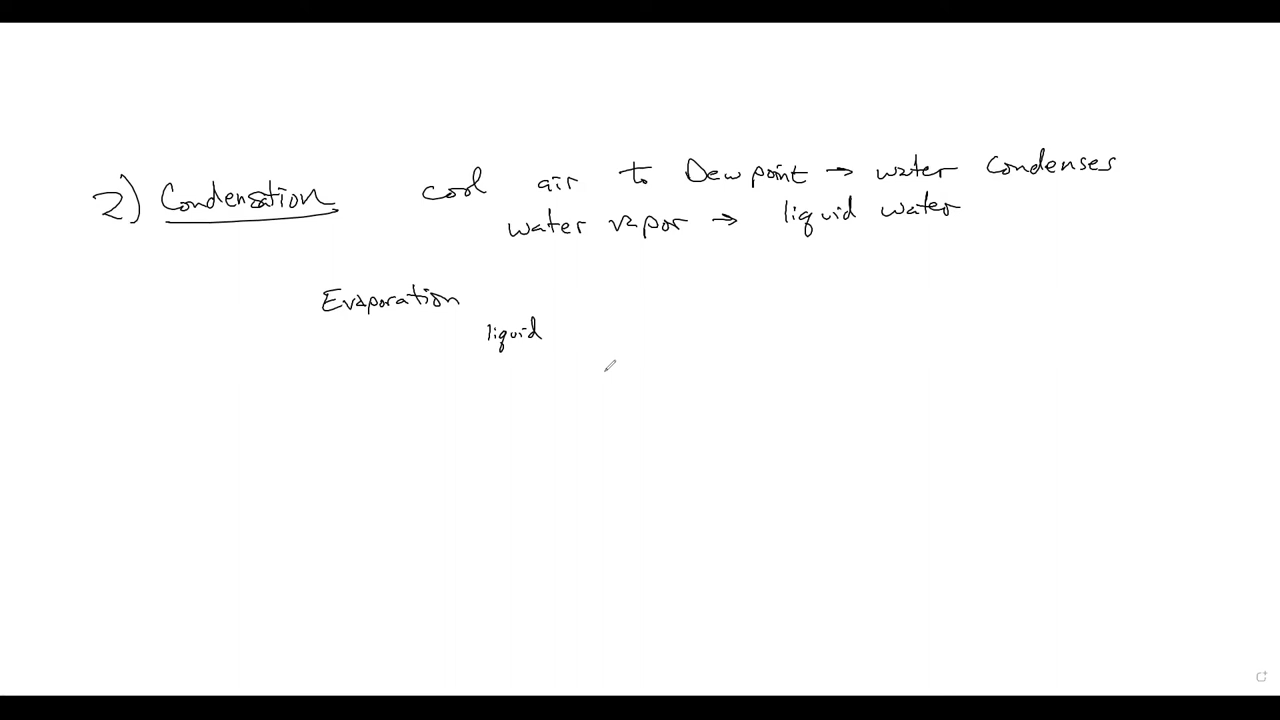 2) Condensation cool air to Dewpoint → water condenses
water vapor → liquid water
Evaporation
liquid